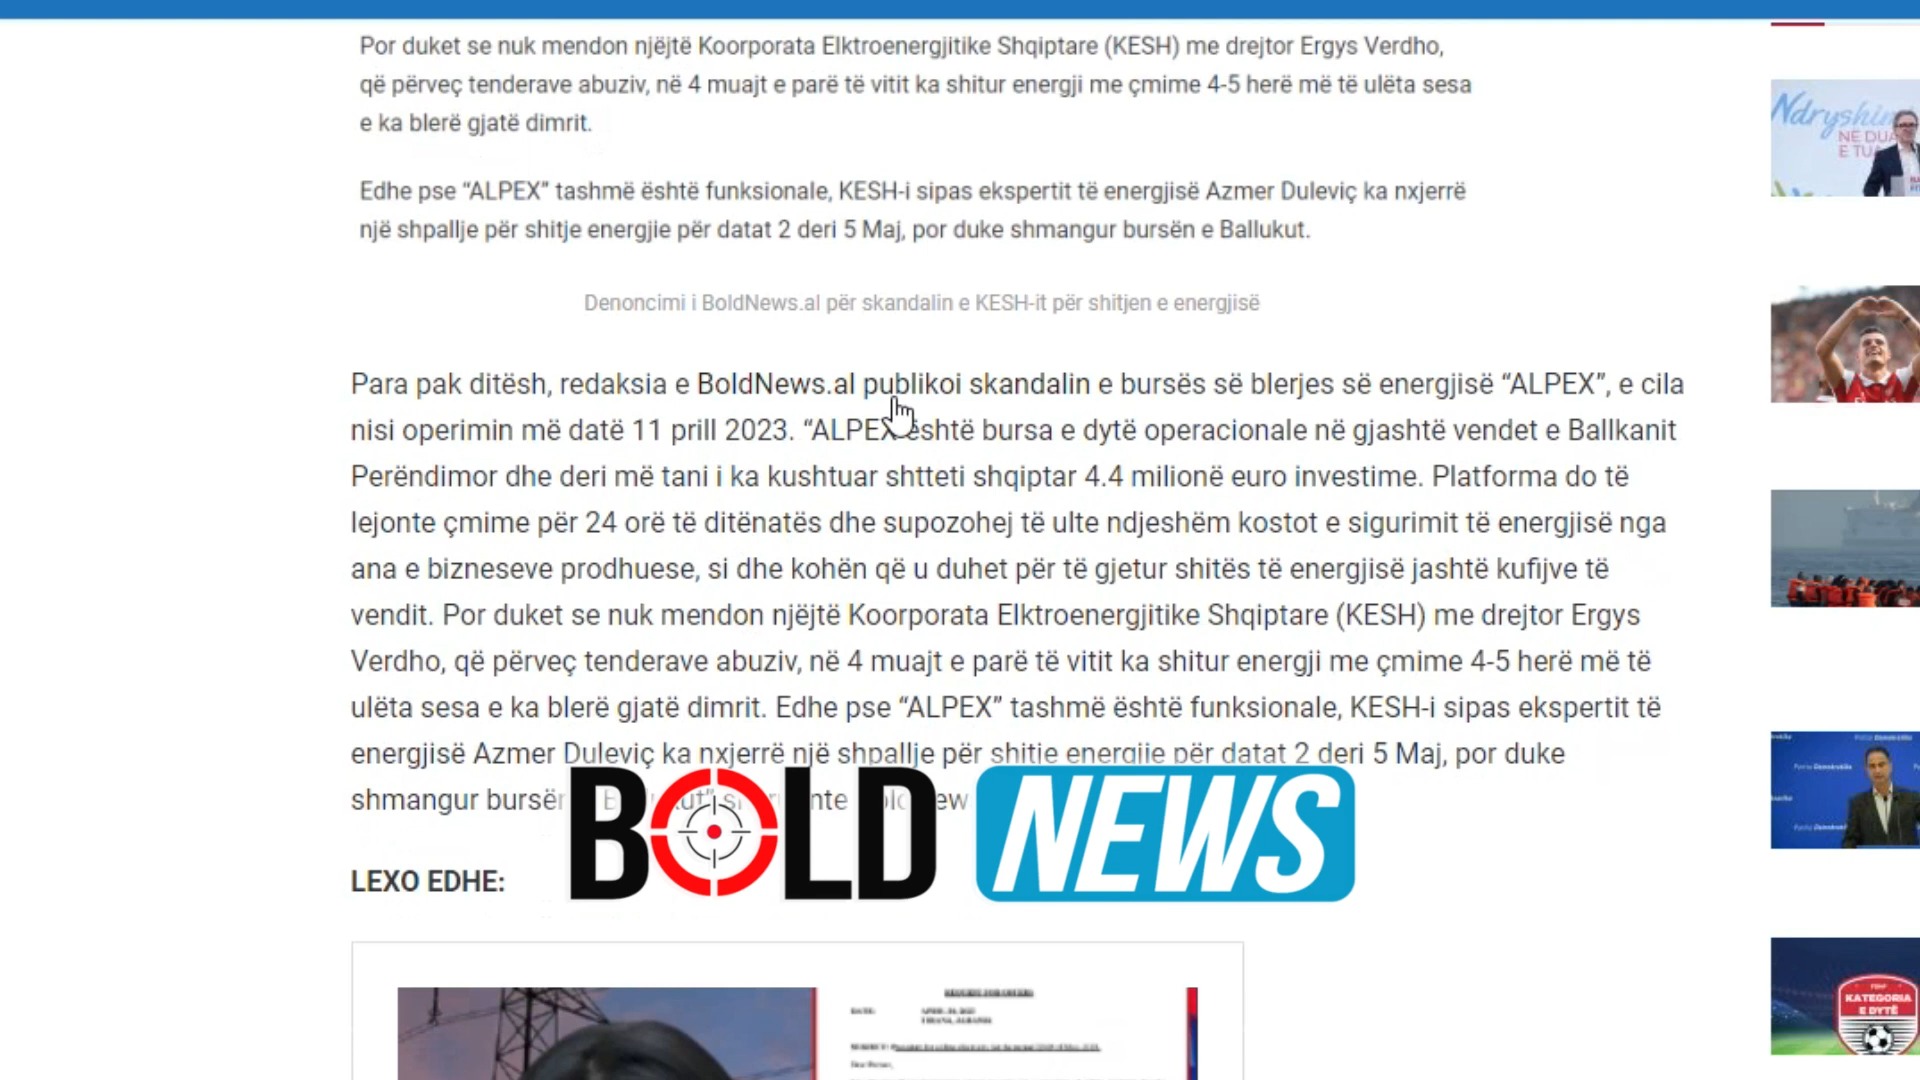 Por duket se nuk mendon njëjtë Koorporata Elktroenergjitike Shqiptare (KESH) me drejtor Ergys Verdho,
që përveç tenderave abuziv, në 4 muajt e parë të vitit ka shitur energji me çmime 4-5 herë më të ulëta sesa
e ka blerë gjatë dimrit.
Edhe pse “ALPEX” tashmë është funksionale, KESH-i sipas ekspertit të energjisë Azmer Duleviç ka nxjerrë
një shpallje për shitje energjie për datat 2 deri 5 Maj, por duke shmangur bursën e Ballukut.
Denoncimi i BoldNews.al për skandalin e KESH-it për shitjen e energjisë
Para pak ditësh, redaksia e BoldNews.al publikoi skandalin e bursës së blerjes së energjisë “ALPEX”, e cila
nisi operimin më datë 11 prill 2023. “ALPEX është bursa e dytë operacionale në gjashtë vendet e Ballkanit
Perëndimor dhe deri më tani i ka kushtuar shtteti shqiptar 4.4 milionë euro investime. Platforma do të
lejonte çmime për 24 orë të ditënatës dhe supozohej të ulte ndjeshëm kostot e sigurimit të energjisë nga
ana e bizneseve prodhuese, si dhe kohën që u duhet për të gjetur shitës të energjisë jashtë kufijve të
vendit. Por duket se nuk mendon njëjtë Koorporata Elktroenergjitike Shqiptare (KESH) me drejtor Ergys
Verdho, që përveç tenderave abuziv, në 4 muajt e parë të vitit ka shitur energji me çmime 4-5 herë më të
ulëta sesa e ka blerë gjatë dimrit. Edhe pse “ALPEX” tashmë është funksionale, KESH-i sipas ekspertit të
energjisë Azmer Duleviç ka nxjerrë një shpallje për shitje energjie për datat 2 deri 5 Maj, por duke
shmangur
BOLD NEWS
LEXO EDHE:
DATE:
TIRANA, ALBANIA
NË DUA
E TUA
KATEGORIA
E DYTË